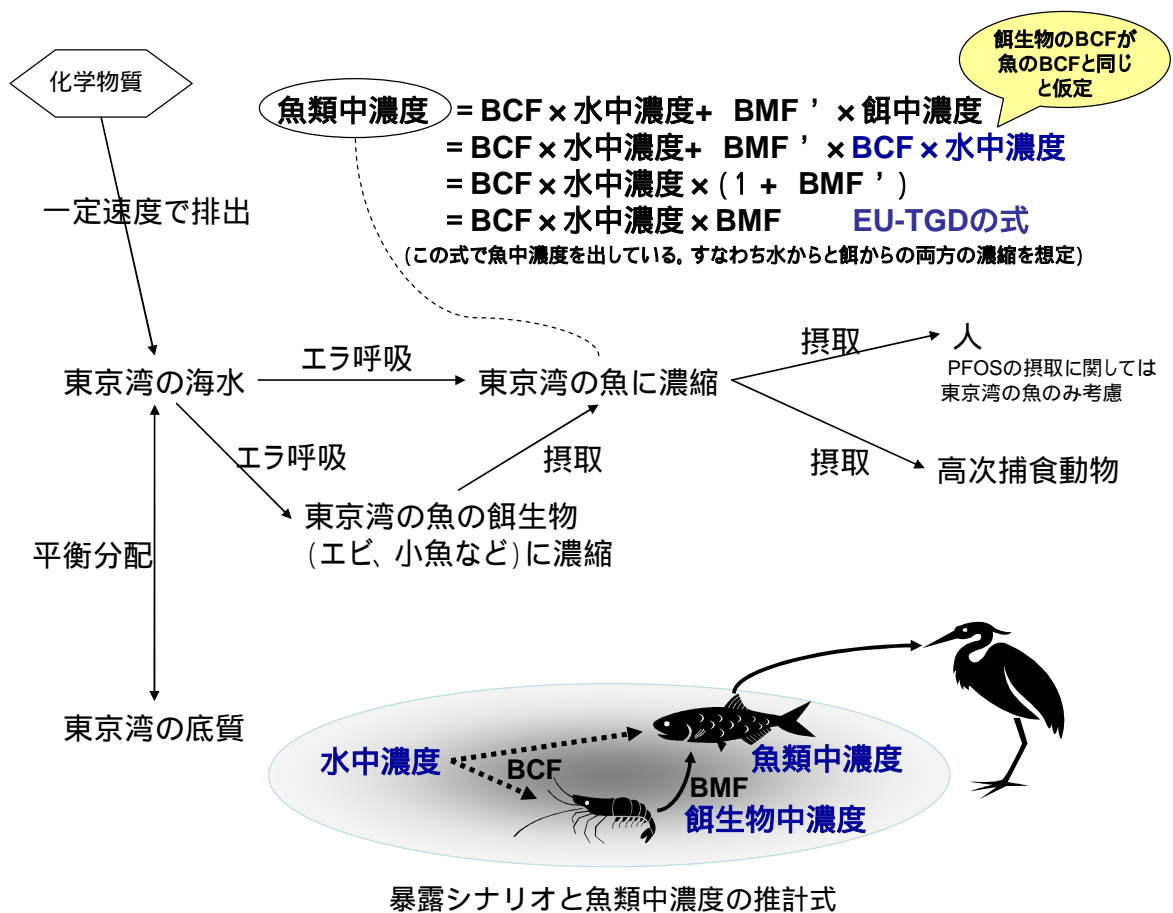 化学物質
餌生物のBCFが
魚のBCFと同じ
と仮定
魚類中濃度 = BCF × 水中濃度+ BMF ’ × 餌中濃度
= BCF × 水中濃度+ BMF ’ × BCF × 水中濃度
= BCF × 水中濃度 × (1 + BMF ’ )
= BCF × 水中濃度 × BMF EU-TGDの式
(この式で魚中濃度を出している。すなわち水からと餌からの両方の濃縮を想定)
一定速度で排出
東京湾の海水
エラ呼吸
東京湾の魚に濃縮
摂取
人
PFOSの摂取に関しては
東京湾の魚のみ考慮
エラ呼吸
摂取
摂取
高次捕食動物
東京湾の魚の餌生物
(エビ、小魚など)に濃縮
平衡分配
東京湾の底質
水中濃度
BCF
魚類中濃度
BMF
餌生物中濃度
暴露シナリオと魚類中濃度の推計式